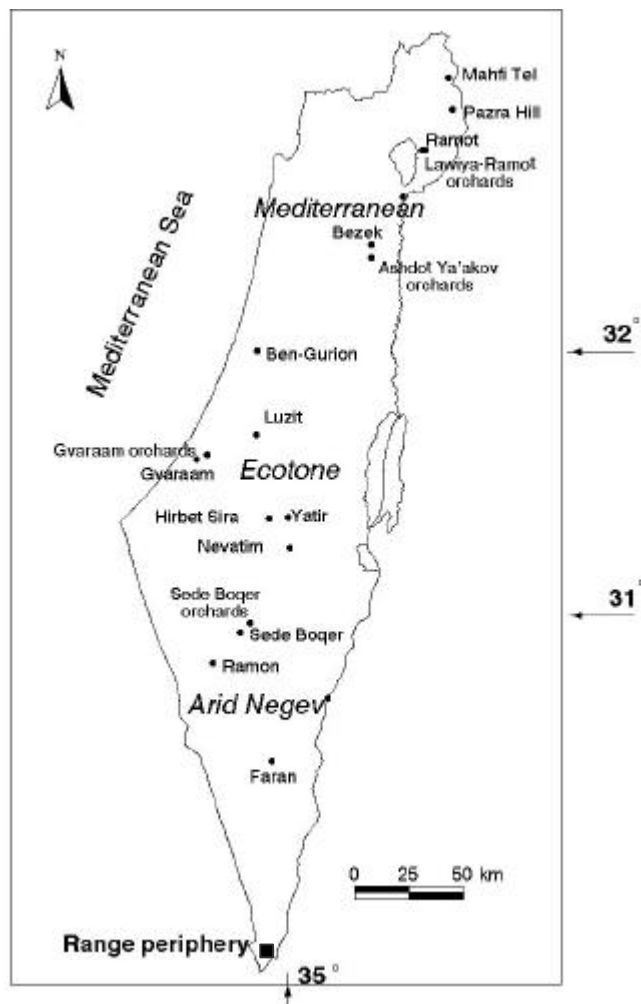 N
Mahfi Tel
Pazra Hill
Ramot
Lawiya-Ramot
orchards
Mediterranean
Bezek
Ashdot Ya'akov
orchards
Mediterranean Sea
32°
Ben-Gurion
Luzit
Gvaraam orchards
Gvaraam
Ecotone
Hirbet Sira
Yatir
Nevatim
Sede Boqer
orchards
31°
Sede Boqer
Ramon
Arid Negev
Faran
0 25 50 km
Range periphery
35°